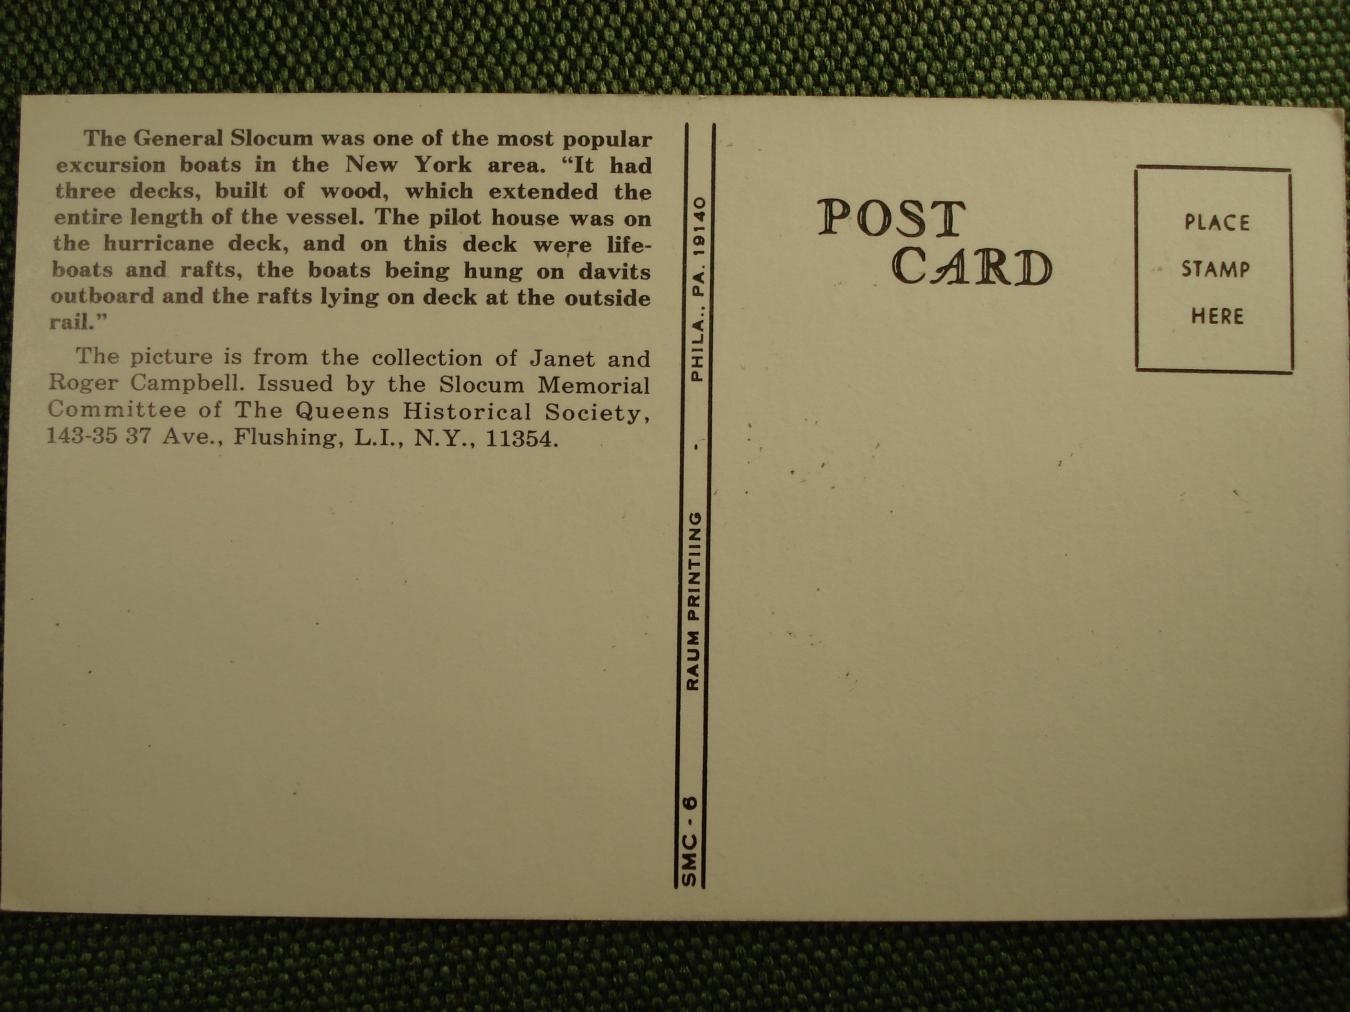 The General Slocum was one of the most popular
excursion boats in the New York area. “It had
three decks, built of wood, which extended the
entire length of the vessel. The pilot house was on
the hurricane deck, and on this deck were life-
boats and rafts, the boats being hung on davits
outboard and the rafts lying on deck at the outside
rail.”
The picture is from the collection of Janet and
Roger Campbell. Issued by the Slocum Memorial
Committee of The Queens Historical Society,
143-35 37 Ave., Flushing, L.I., N.Y., 11354.
SMC - 6 RAUM PRINTIING - PHILA., PA. 19140
POST
CARD
PLACE
STAMP
HERE